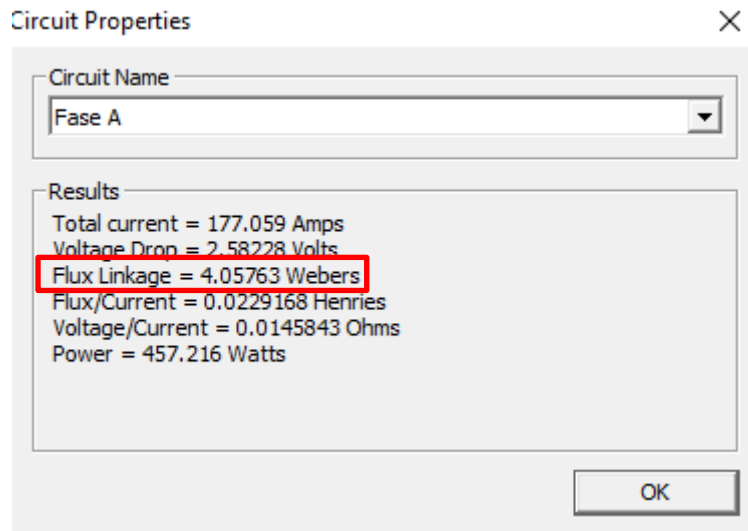 Circuit Properties
Circuit Name
Fase A
Results
Total current = 177.059 Amps
Voltage Drop = 2.58228 Volts
Flux Linkage = 4.05763 Webers
Flux/Current = 0.0229168 Henries
Voltage/Current = 0.0145843 Ohms
Power = 457.216 Watts
OK